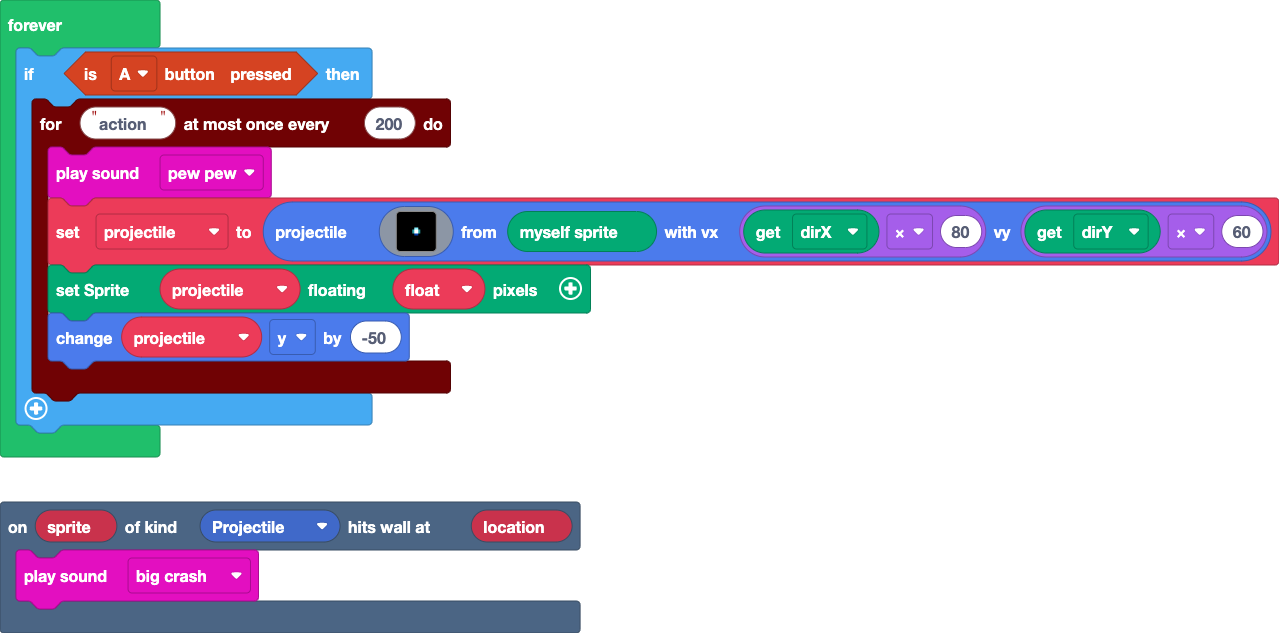 forever
if is A button pressed then
for "action" at most once every 200 do
play sound pew pew
set projectile to projectile from myself sprite with vx get dirX × 80 vy get dirY × 60
set Sprite projectile floating float pixels
change projectile y by -50
on sprite of kind Projectile hits wall at location
play sound big crash